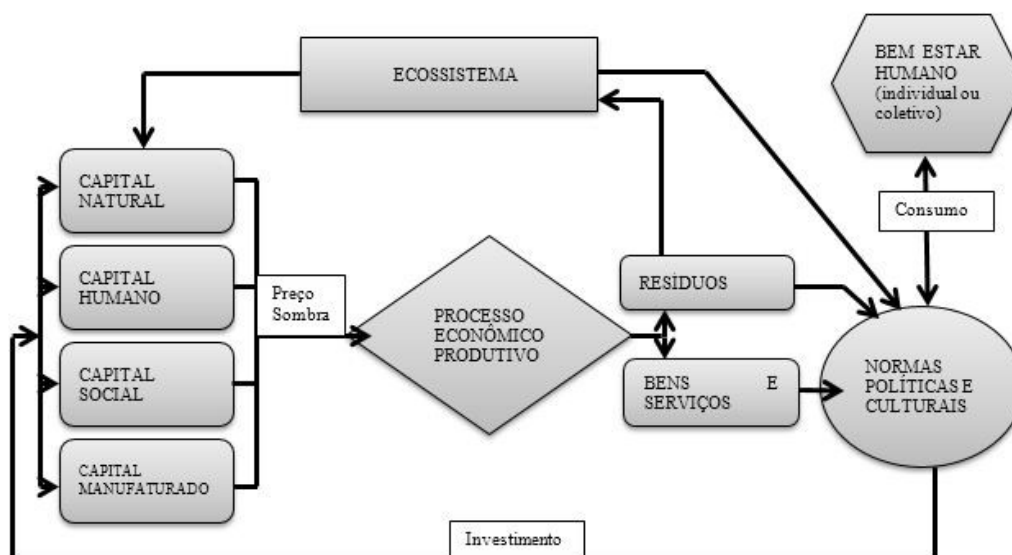 ECOSSISTEMA
BEM ESTAR
HUMANO
(individual ou
coletivo)
CAPITAL
NATURAL
Consumo
CAPITAL
HUMANO
Preço
Sombra
PROCESSO
ECONÔMICO
PRODUTIVO
RESÍDUOS
BENS E
SERVIÇOS
NORMAS
POLÍTICAS E
CULTURAIS
CAPITAL
SOCIAL
CAPITAL
MANUFATURADO
Investimento